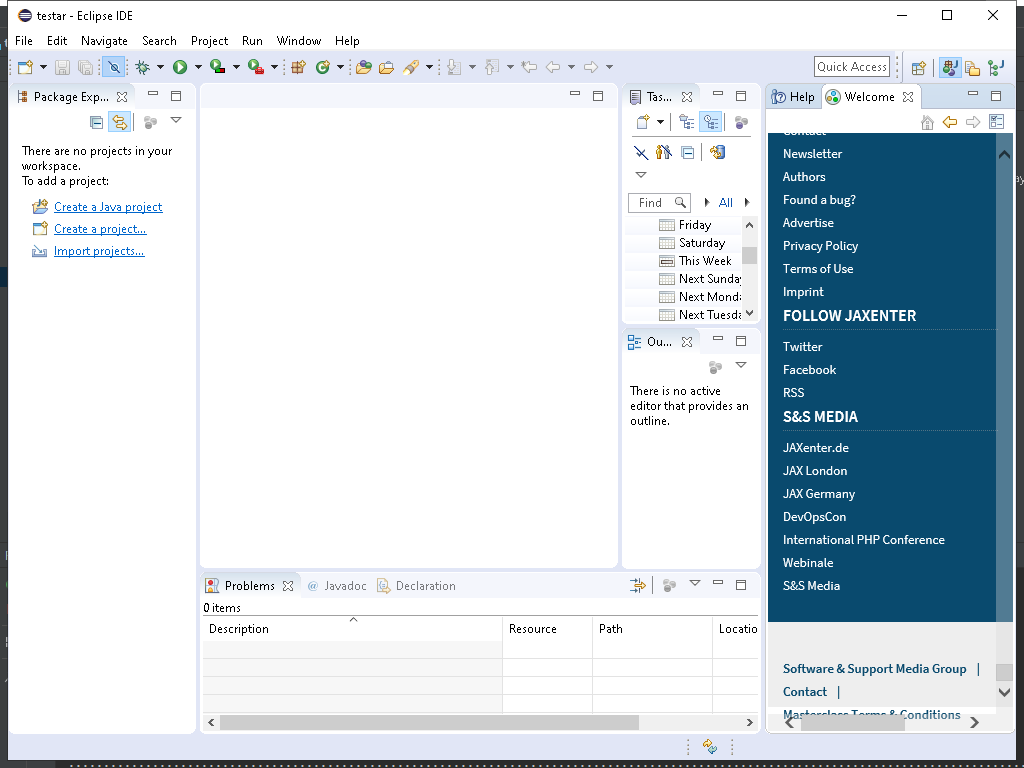 testar - Eclipse IDE
File Edit Navigate Search Project Run Window Help
Quick Access
Package Exp...
There are no projects in your
workspace.
To add a project:
Create a Java project
Create a project...
Import projects...
Tas...
Find
All
Friday
Saturday
This Week
Next Sunday
Next Monda
Next Tuesda
Ou...
There is no active
editor that provides an
outline.
Problems @ Javadoc Declaration
0 items
Description Resource Path Locatio
Help Welcome
Contact
Newsletter
Authors
Found a bug?
Advertise
Privacy Policy
Terms of Use
Imprint
FOLLOW JAXENTER
Twitter
Facebook
RSS
S&S MEDIA
JAXenter.de
JAX London
JAX Germany
DevOpsCon
International PHP Conference
Webinale
S&S Media
Software & Support Media Group |
Contact |
Masterclass Terms & Conditions